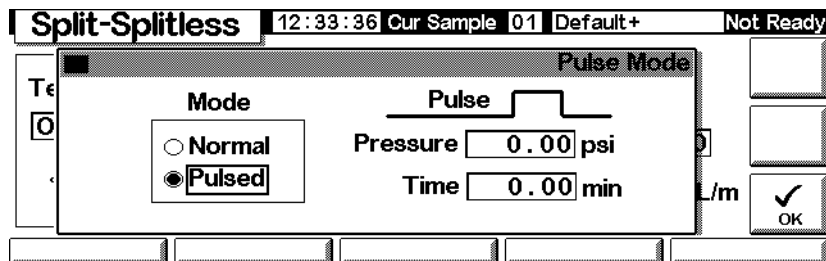 Split-Splitless 12:33:36 Cur Sample 01 Default+ Not Ready
Pulse Mode
Te
Mode
Pulse
Normal
Pressure 0.00 psi
Pulsed
Time 0.00 min
L/m
OK